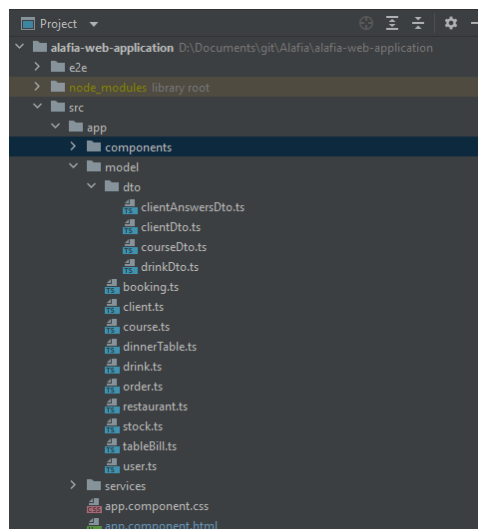 Project
alafia-web-application D:\Documents\git\Alafia\alafia-web-application
e2e
node_modules library root
src
app
components
model
dto
clientAnswersDto.ts
clientDto.ts
courseDto.ts
drinkDto.ts
booking.ts
client.ts
course.ts
dinnerTable.ts
drink.ts
order.ts
restaurant.ts
stock.ts
tableBill.ts
user.ts
services
app.component.css
app.component.html